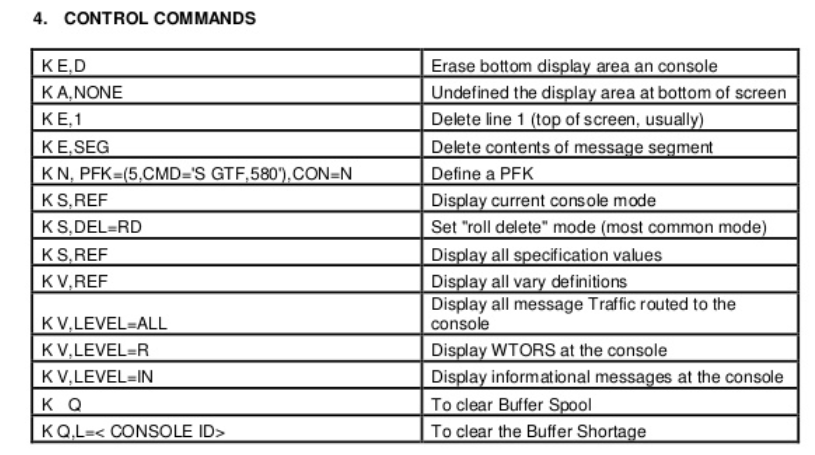 4. CONTROL COMMANDS
K E,D Erase bottom display area an console
K A,NONE Undefined the display area at bottom of screen
K E,1 Delete line 1 (top of screen, usually)
K E,SEG Delete contents of message segment
K N, PFK=(5,CMD='S GTF,580'),CON=N Define a PFK
K S,REF Display current console mode
K S,DEL=RD Set "roll delete" mode (most common mode)
K S,REF Display all specification values
K V,REF Display all vary definitions
K V,LEVEL=ALL Display all message Traffic routed to the
console
K V,LEVEL=R Display WTORS at the console
K V,LEVEL=IN Display informational messages at the console
K Q To clear Buffer Spool
K Q,L=< CONSOLE ID> To clear the Buffer Shortage